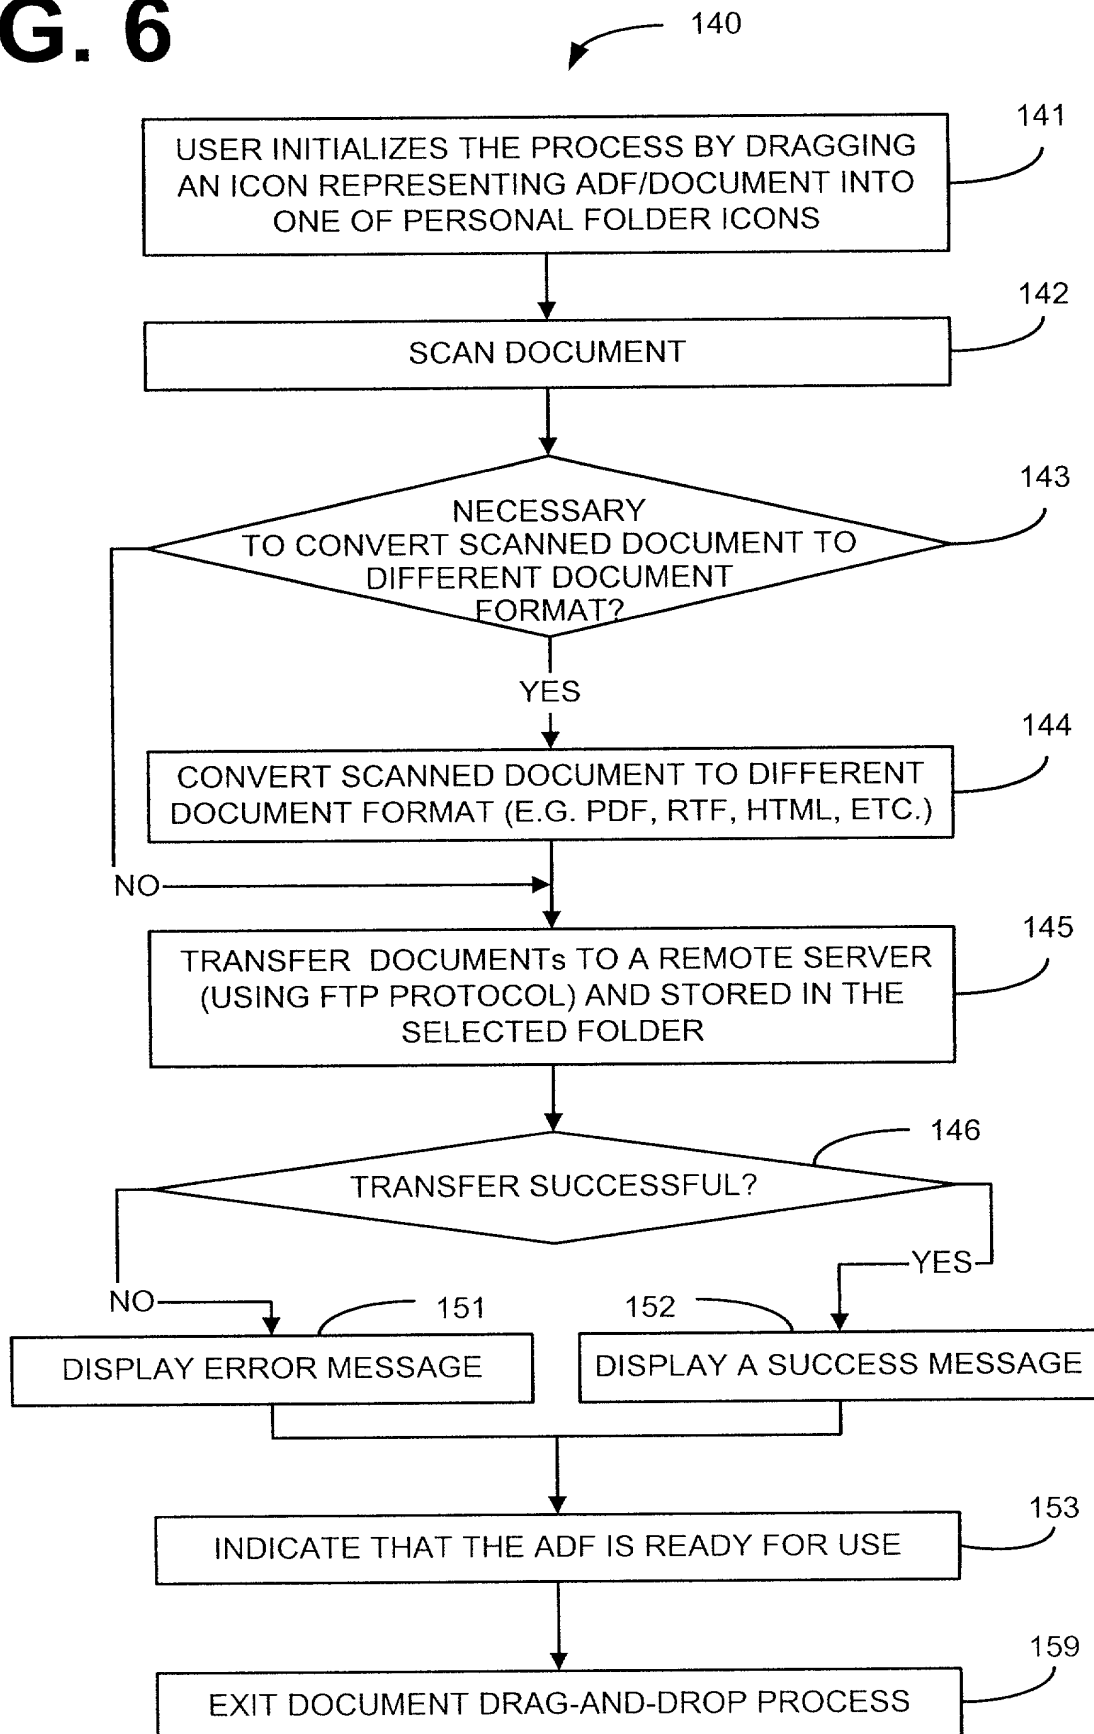 G. 6
140
141
USER INITIALIZES THE PROCESS BY DRAGGING
AN ICON REPRESENTING ADF/DOCUMENT INTO
ONE OF PERSONAL FOLDER ICONS
142
SCAN DOCUMENT
143
NECESSARY
TO CONVERT SCANNED DOCUMENT TO
DIFFERENT DOCUMENT
FORMAT?
YES
144
CONVERT SCANNED DOCUMENT TO DIFFERENT
DOCUMENT FORMAT (E.G. PDF, RTF, HTML, ETC.)
NO
145
TRANSFER DOCUMENTs TO A REMOTE SERVER
(USING FTP PROTOCOL) AND STORED IN THE
SELECTED FOLDER
146
TRANSFER SUCCESSFUL?
YES
NO
151
152
DISPLAY ERROR MESSAGE
DISPLAY A SUCCESS MESSAGE
153
INDICATE THAT THE ADF IS READY FOR USE
159
EXIT DOCUMENT DRAG-AND-DROP PROCESS